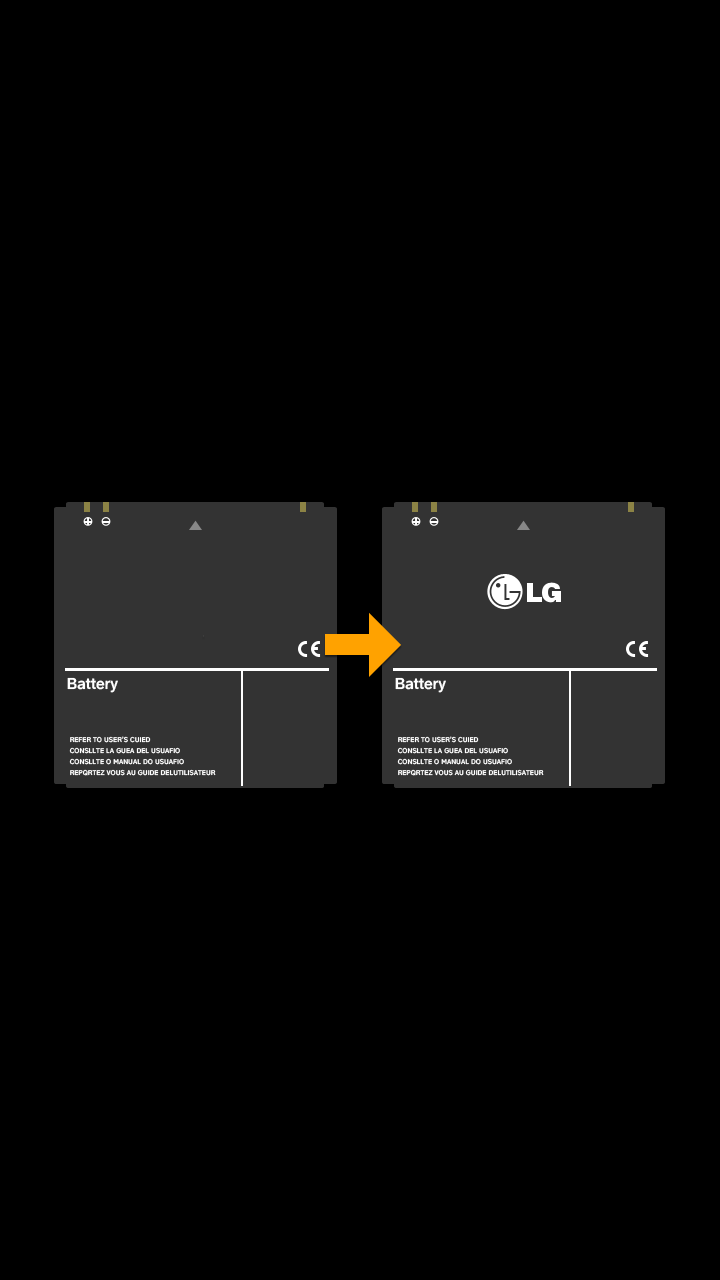 CE
Battery
REFER TO USER'S CUIED
CONSLLTE LA GUEA DEL USUAFIO
CONSLLTE O MANUAL DO USUAFIO
REPQRTEZ VOUS AU GUIDE DELUTILISATEUR
LG
CE
Battery
REFER TO USER'S CUIED
CONSLLTE LA GUEA DEL USUAFIO
CONSLLTE O MANUAL DO USUAFIO
REPQRTEZ VOUS AU GUIDE DELUTILISATEUR